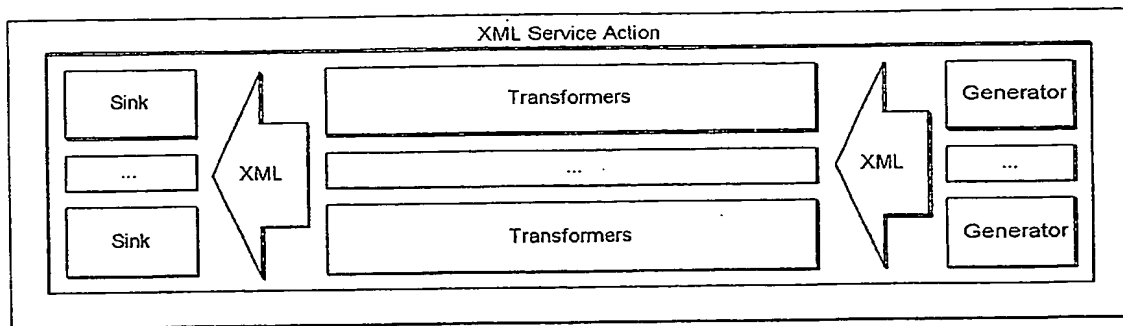 XML Service Action
Sink
Transformers
Generator
...
XML
...
XML
...
Sink
Transformers
Generator